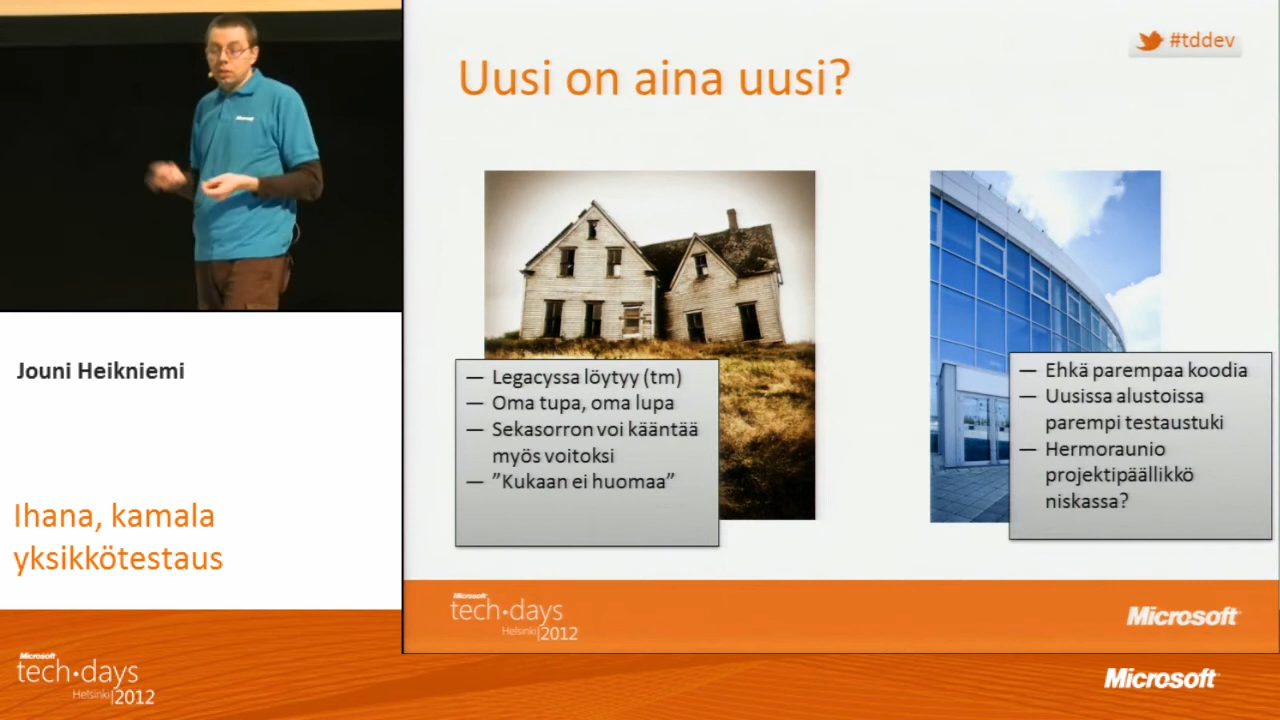 #tddev
Uusi on aina uusi?
— Legacyssa löytyy (tm)
— Oma tupa, oma lupa
— Sekasorron voi kääntää
myös voitoksi
— ”Kukaan ei huomaa”
— Ehkä parempaa koodia
— Uusissa alustoissa
parempi testaustuki
— Hermoraunio
projektipäällikkö
niskassa?
Microsoft
tech·days
Helsinki|2012
Microsoft
Jouni Heikniemi
Ihana, kamala
yksikkötestaus
Microsoft
tech·days
Helsinki|2012
Microsoft